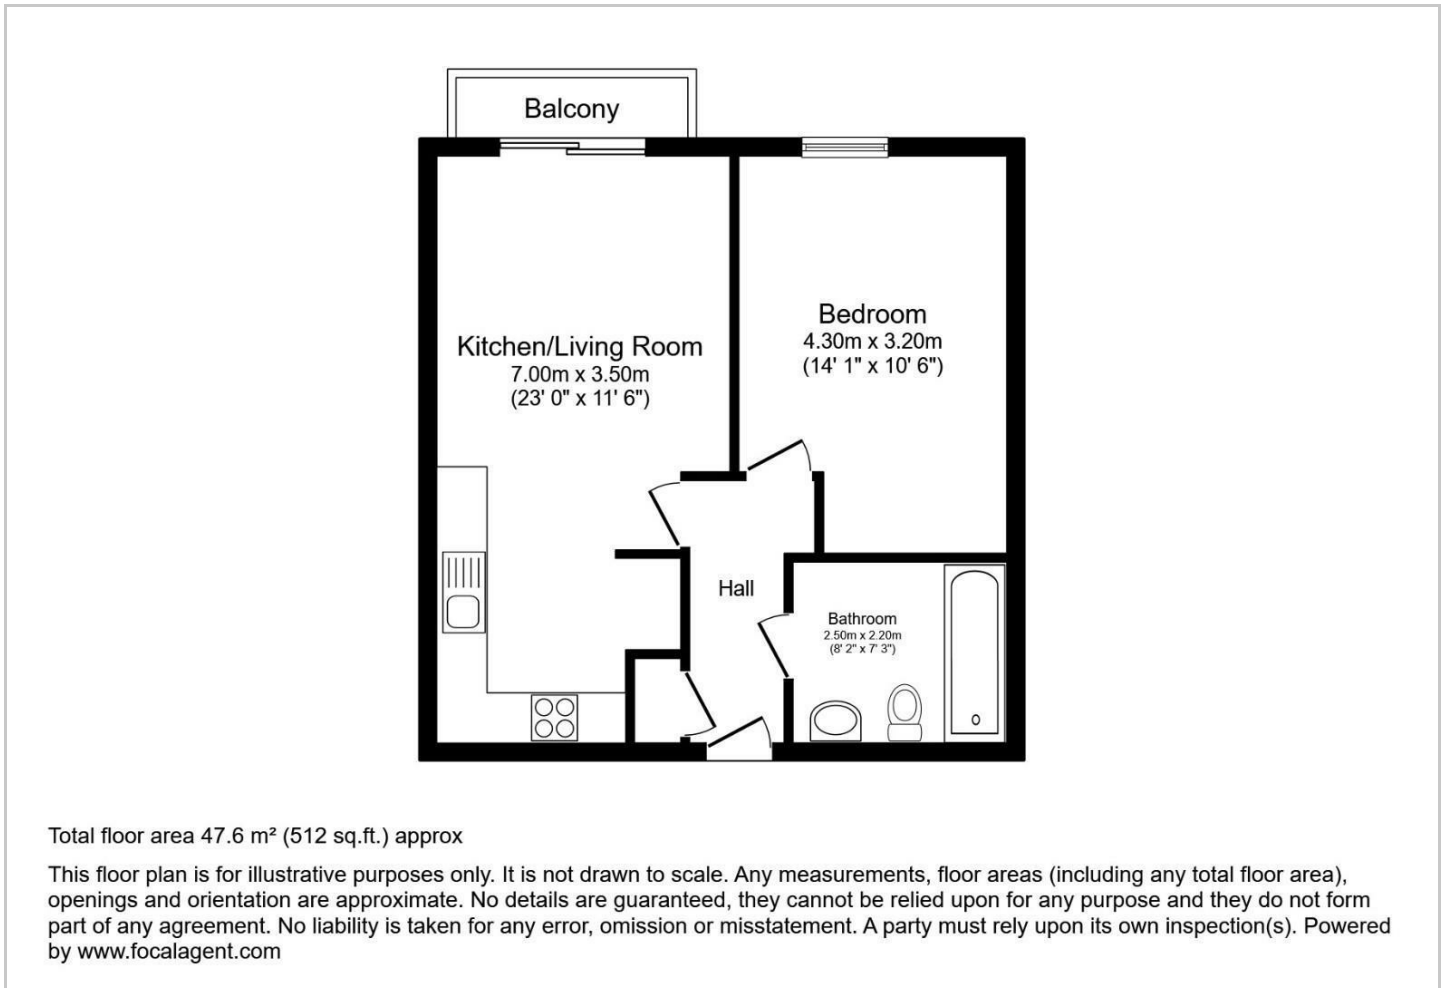 Balcony
Kitchen/Living Room
7.00m x 3.50m
(23' 0" x 11' 6")
Bedroom
4.30m x 3.20m
(14' 1" x 10' 6")
Hall
Bathroom
2.50m x 2.20m
(8' 2" x 7' 3")
Total floor area 47.6 m² (512 sq.ft.) approx
This floor plan is for illustrative purposes only. It is not drawn to scale. Any measurements, floor areas (including any total floor area),
openings and orientation are approximate. No details are guaranteed, they cannot be relied upon for any purpose and they do not form
part of any agreement. No liability is taken for any error, omission or misstatement. A party must rely upon its own inspection(s). Powered
by www.focalagent.com